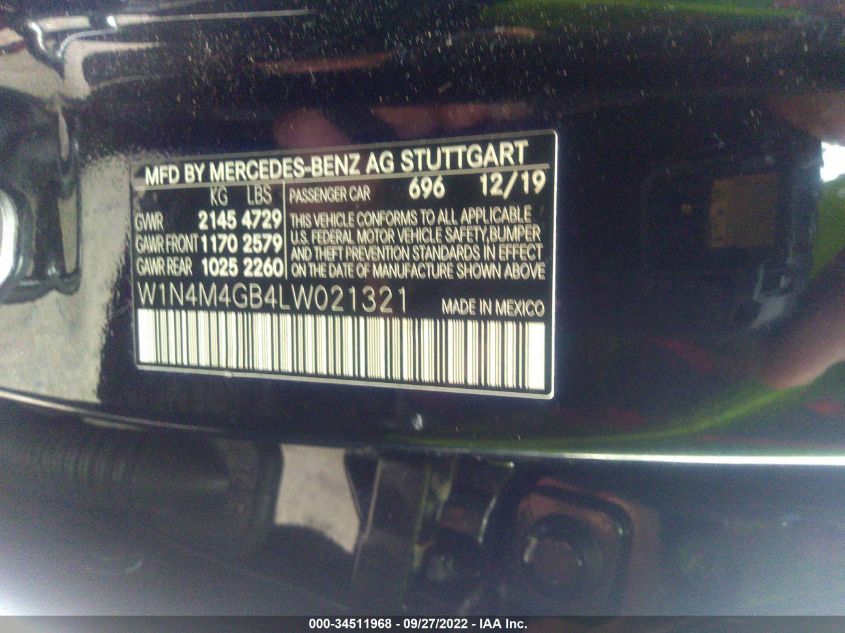 MFD BY MERCEDES-BENZ AG STUTTGART
KG LBS
GVWR 2145 4729
GAWR FRONT 1170 2579
GAWR REAR 1025 2260
PASSENGER CAR 696 12/19
THIS VEHICLE CONFORMS TO ALL APPLICABLE
U.S. FEDERAL MOTOR VEHICLE SAFETY, BUMPER
AND THEFT PREVENTION STANDARDS IN EFFECT
ON THE DATE OF MANUFACTURE SHOWN ABOVE
W1N4M4GB4LW021321 MADE IN MEXICO
000-34511968 - 09/27/2022 - IAA Inc.